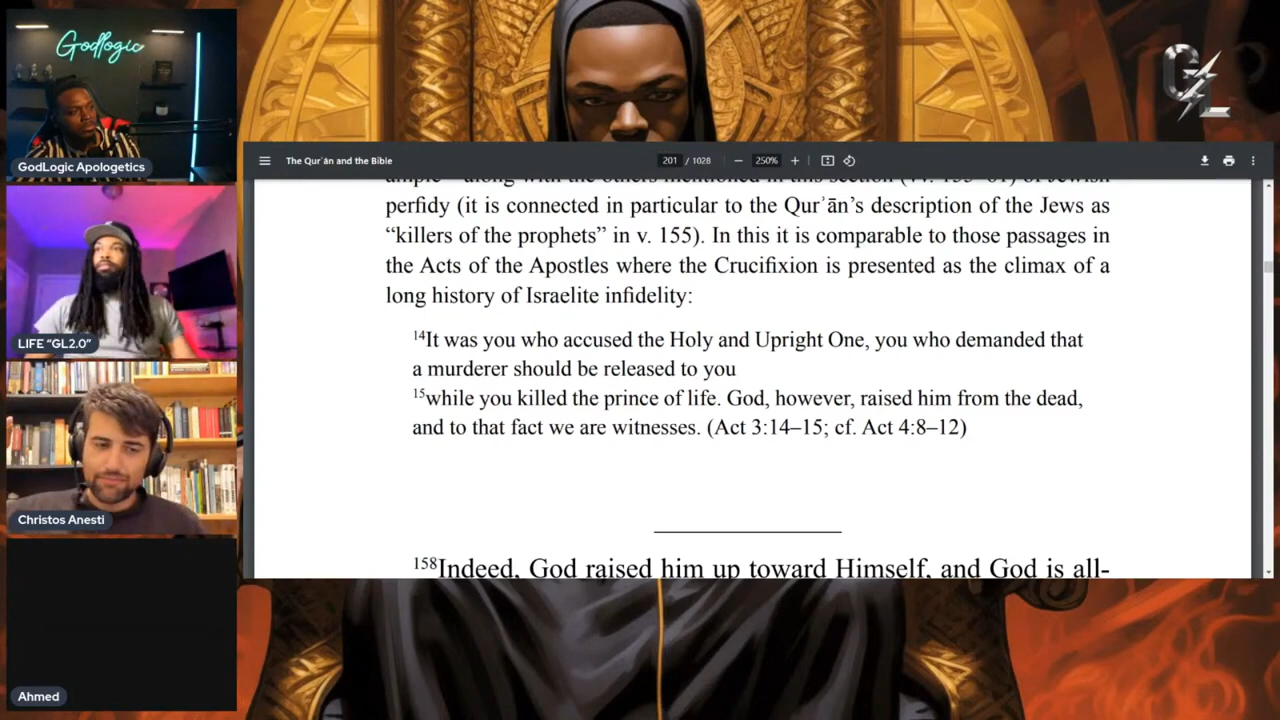 Godlogic
GodLogic Apologetics
LIFE “GL2.0”
Christos Anesti
Ahmed
GL
The Qurʾān and the Bible
201 / 1028
250%
perfidy (it is connected in particular to the Qurʾān’s description of the Jews as
“killers of the prophets” in v. 155). In this it is comparable to those passages in
the Acts of the Apostles where the Crucifixion is presented as the climax of a
long history of Israelite infidelity:
14It was you who accused the Holy and Upright One, you who demanded that
a murderer should be released to you
15while you killed the prince of life. God, however, raised him from the dead,
and to that fact we are witnesses. (Act 3:14–15; cf. Act 4:8–12)
158Indeed, God raised him up toward Himself, and God is all-